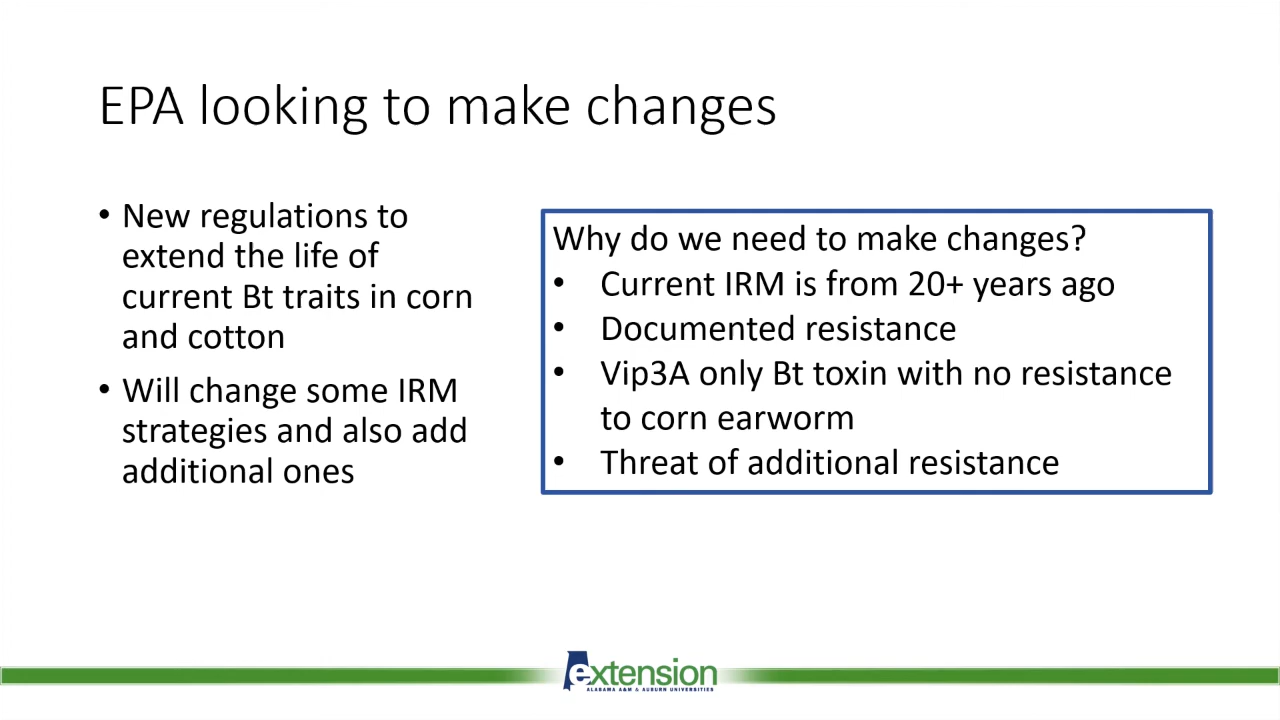 EPA looking to make changes
• New regulations to
extend the life of
current Bt traits in corn
and cotton
• Will change some IRM
strategies and also add
additional ones
Why do we need to make changes?
• Current IRM is from 20+ years ago
• Documented resistance
• Vip3A only Bt toxin with no resistance
to corn earworm
• Threat of additional resistance
extension
ALABAMA A&M & AUBURN UNIVERSITIES